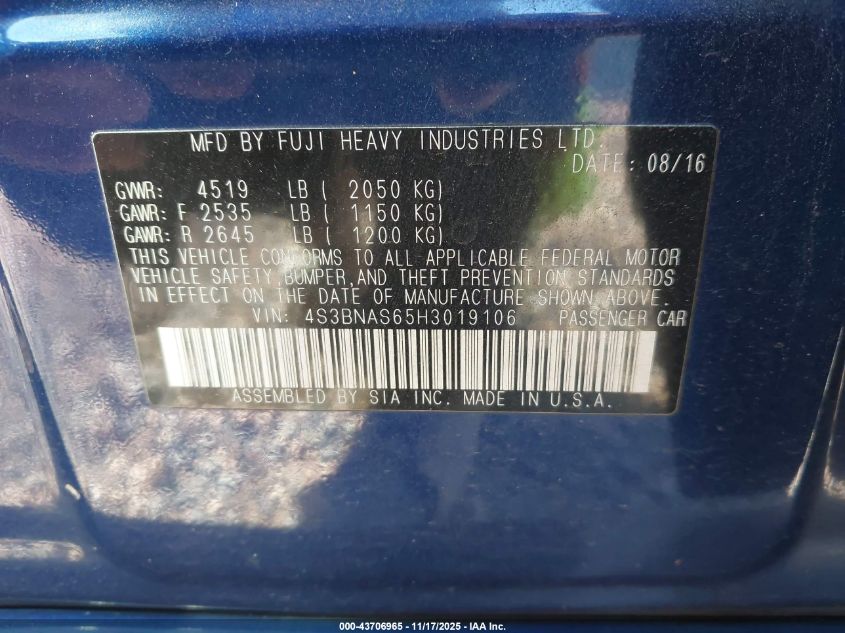 MFD BY FUJI HEAVY INDUSTRIES LTD.
DATE: 08/16
GVWR: 4519 LB ( 2050 KG)
GAWR: F 2535 LB ( 1150 KG)
GAWR: R 2645 LB ( 1200 KG)
THIS VEHICLE CONFORMS TO ALL APPLICABLE FEDERAL MOTOR
VEHICLE SAFETY,BUMPER,AND THEFT PREVENTION STANDARDS
IN EFFECT ON THE DATE OF MANUFACTURE SHOWN ABOVE.
VIN: 4S3BNAS65H3019106 PASSENGER CAR
ASSEMBLED BY SIA INC. MADE IN U.S.A.
000-43706965 - 11/17/2025 - IAA Inc.